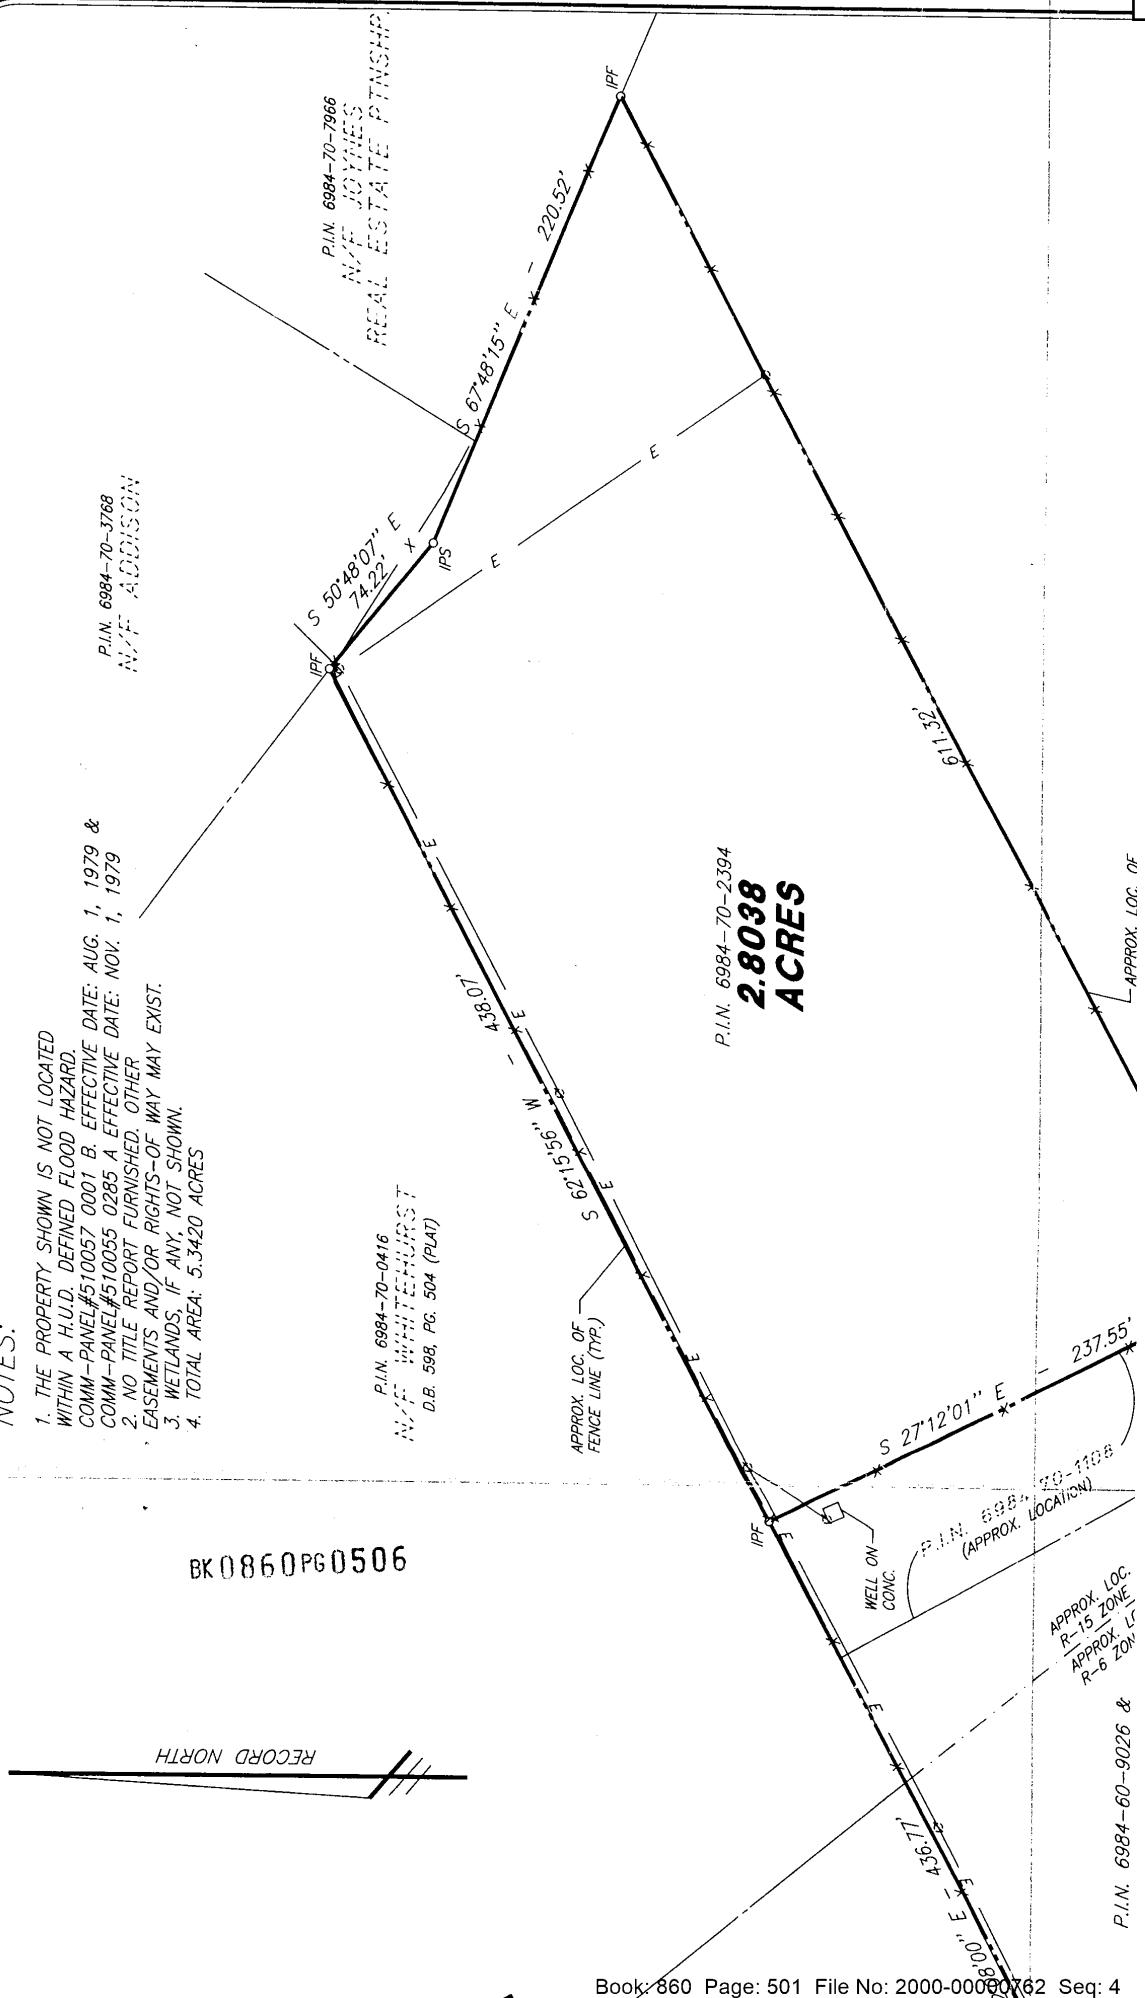 NOTES:
1. THE PROPERTY SHOWN IS NOT LOCATED
WITHIN A H.U.D. DEFINED FLOOD HAZARD.
COMM-PANEL#510057 0001 B. EFFECTIVE DATE: AUG. 1, 1979 &
COMM-PANEL#510055 0285 A EFFECTIVE DATE: NOV. 1, 1979
2. NO TITLE REPORT FURNISHED. OTHER
EASEMENTS AND/OR RIGHTS-OF WAY MAY EXIST.
3. WETLANDS, IF ANY, NOT SHOWN.
4. TOTAL AREA: 5.3420 ACRES
P.I.N. 6984-70-3768
N/F ADDISON
P.I.N. 6984-70-7966
N/F JOYNES
REAL ESTATE PTNSHP.
IPF
S 50°48'07" E
74.22'
X
IPS
S 67°48'15" E - 220.52'
IPF
E
E
611.32'
APPROX. LOC. OF
P.I.N. 6984-70-2394
2.8038
ACRES
S 62°15'56" W - 438.07'
E
E
E
E
P.I.N. 6984-70-0416
N/F WHITEHURST
D.B. 598, PG. 504 (PLAT)
APPROX. LOC. OF
FENCE LINE (TYP.)
IPF
E
S 27°12'01" E - 237.55'
WELL ON
CONC.
P.I.N. 6984-70-1108
(APPROX. LOCATION)
APPROX. LOC.
R-15 ZONE
APPROX.
R-6
P.I.N. 6984-60-9026 &
E
E
8'00" E - 436.77'
BK0860PG0506
RECORD NORTH
Book: 860 Page: 501 File No: 2000-00000762 Seq: 4